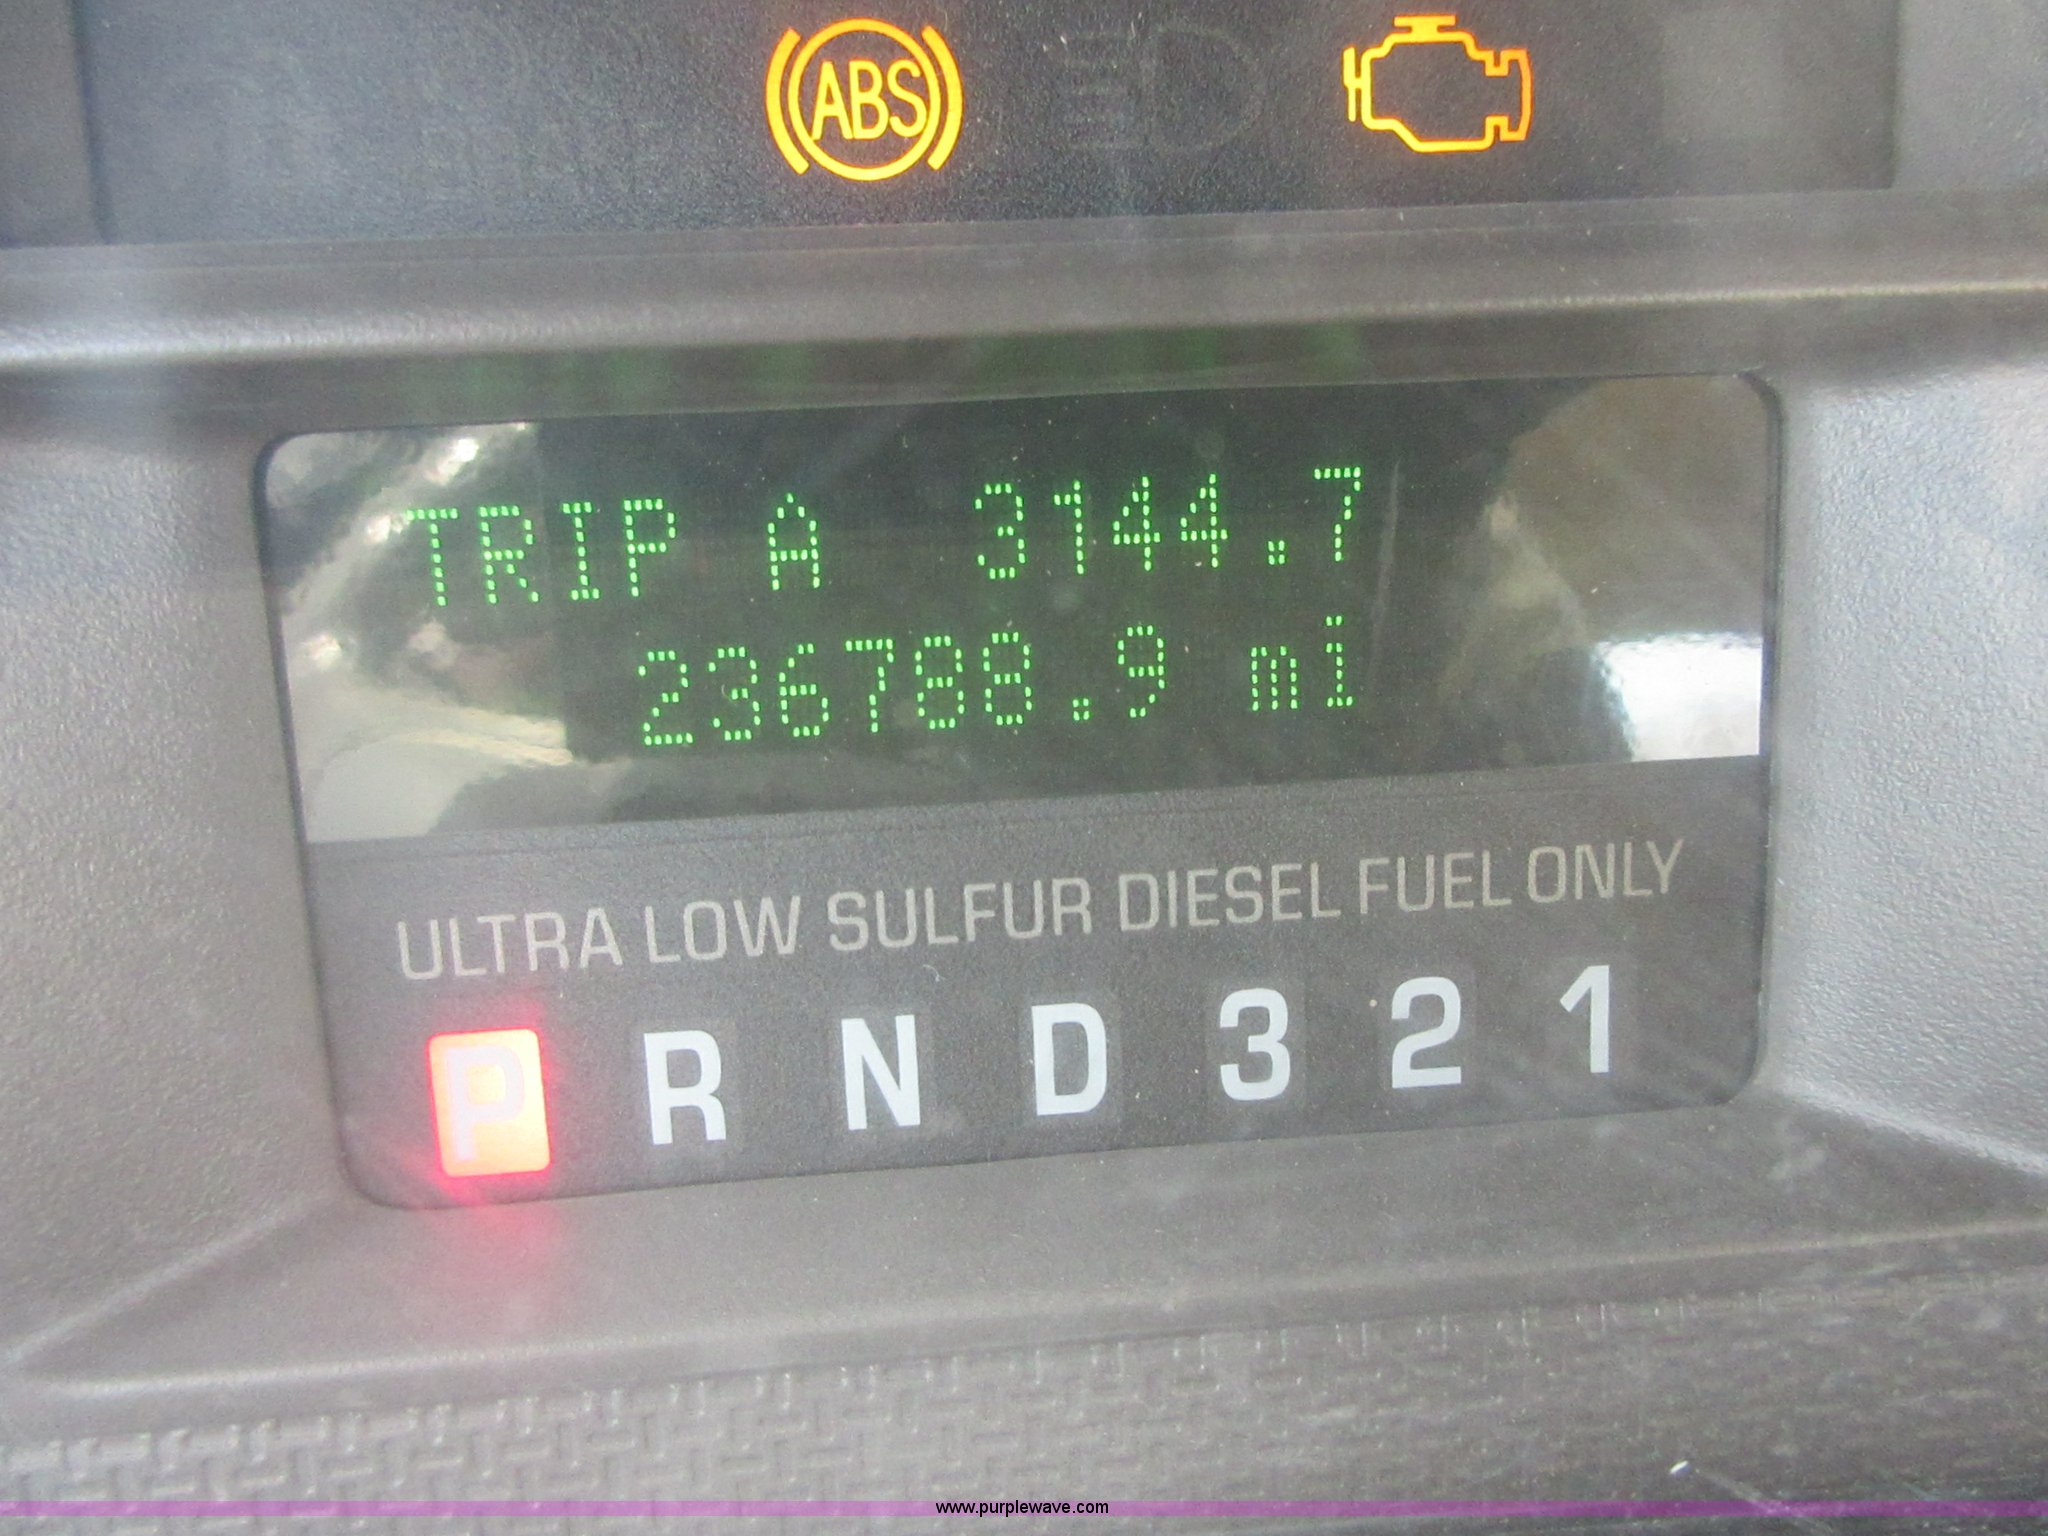 ABS
TRIP A 3144.7
236788.9 mi
ULTRA LOW SULFUR DIESEL FUEL ONLY
P R N D 3 2 1
www.purplewave.com